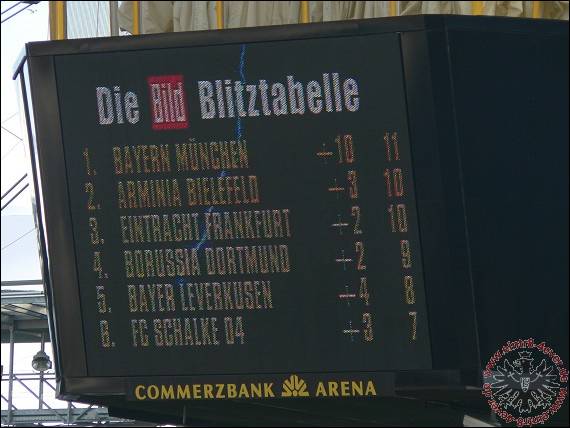 Die Bild Blitztabelle
1. BAYERN MÜNCHEN +10 11
2. ARMINIA BIELEFELD +3 10
3. EINTRACHT FRANKFURT +2 10
4. BORUSSIA DORTMUND +2 9
5. BAYER LEVERKUSEN +4 8
6. FC SCHALKE 04 +3 7
COMMERZBANK ARENA